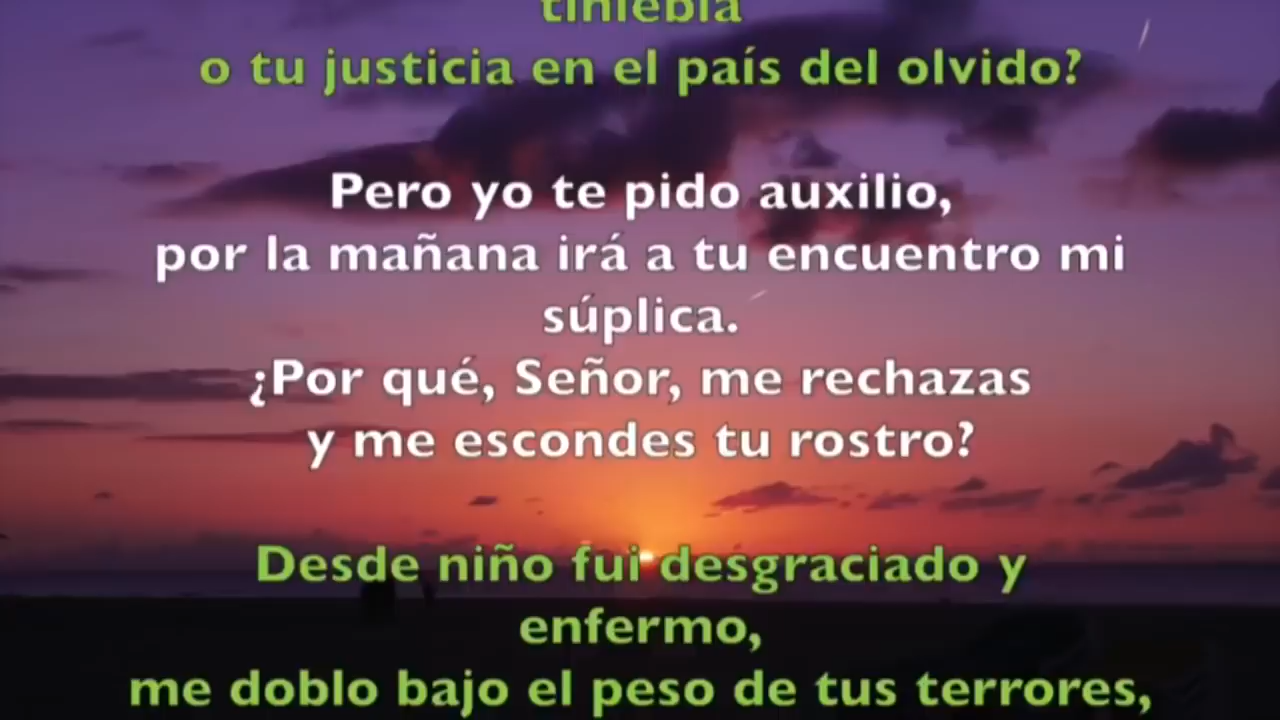 tiniebla
o tu justicia en el país del olvido?
Pero yo te pido auxilio,
por la mañana irá a tu encuentro mi
súplica.
¿Por qué, Señor, me rechazas
y me escondes tu rostro?
Desde niño fui desgraciado y
enfermo,
me doblo bajo el peso de tus terrores,